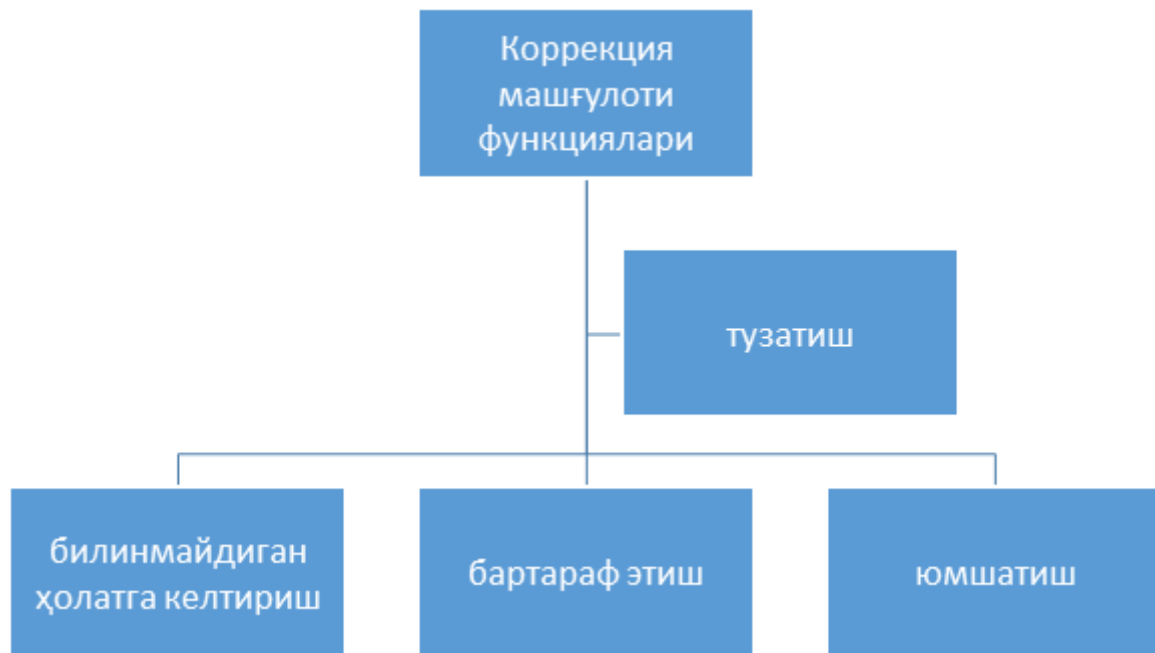 Коррекция
машғулоти
функциялари
тузатиш
билинмайдиган
ҳолатга келтириш
бартараф этиш
юмшатиш